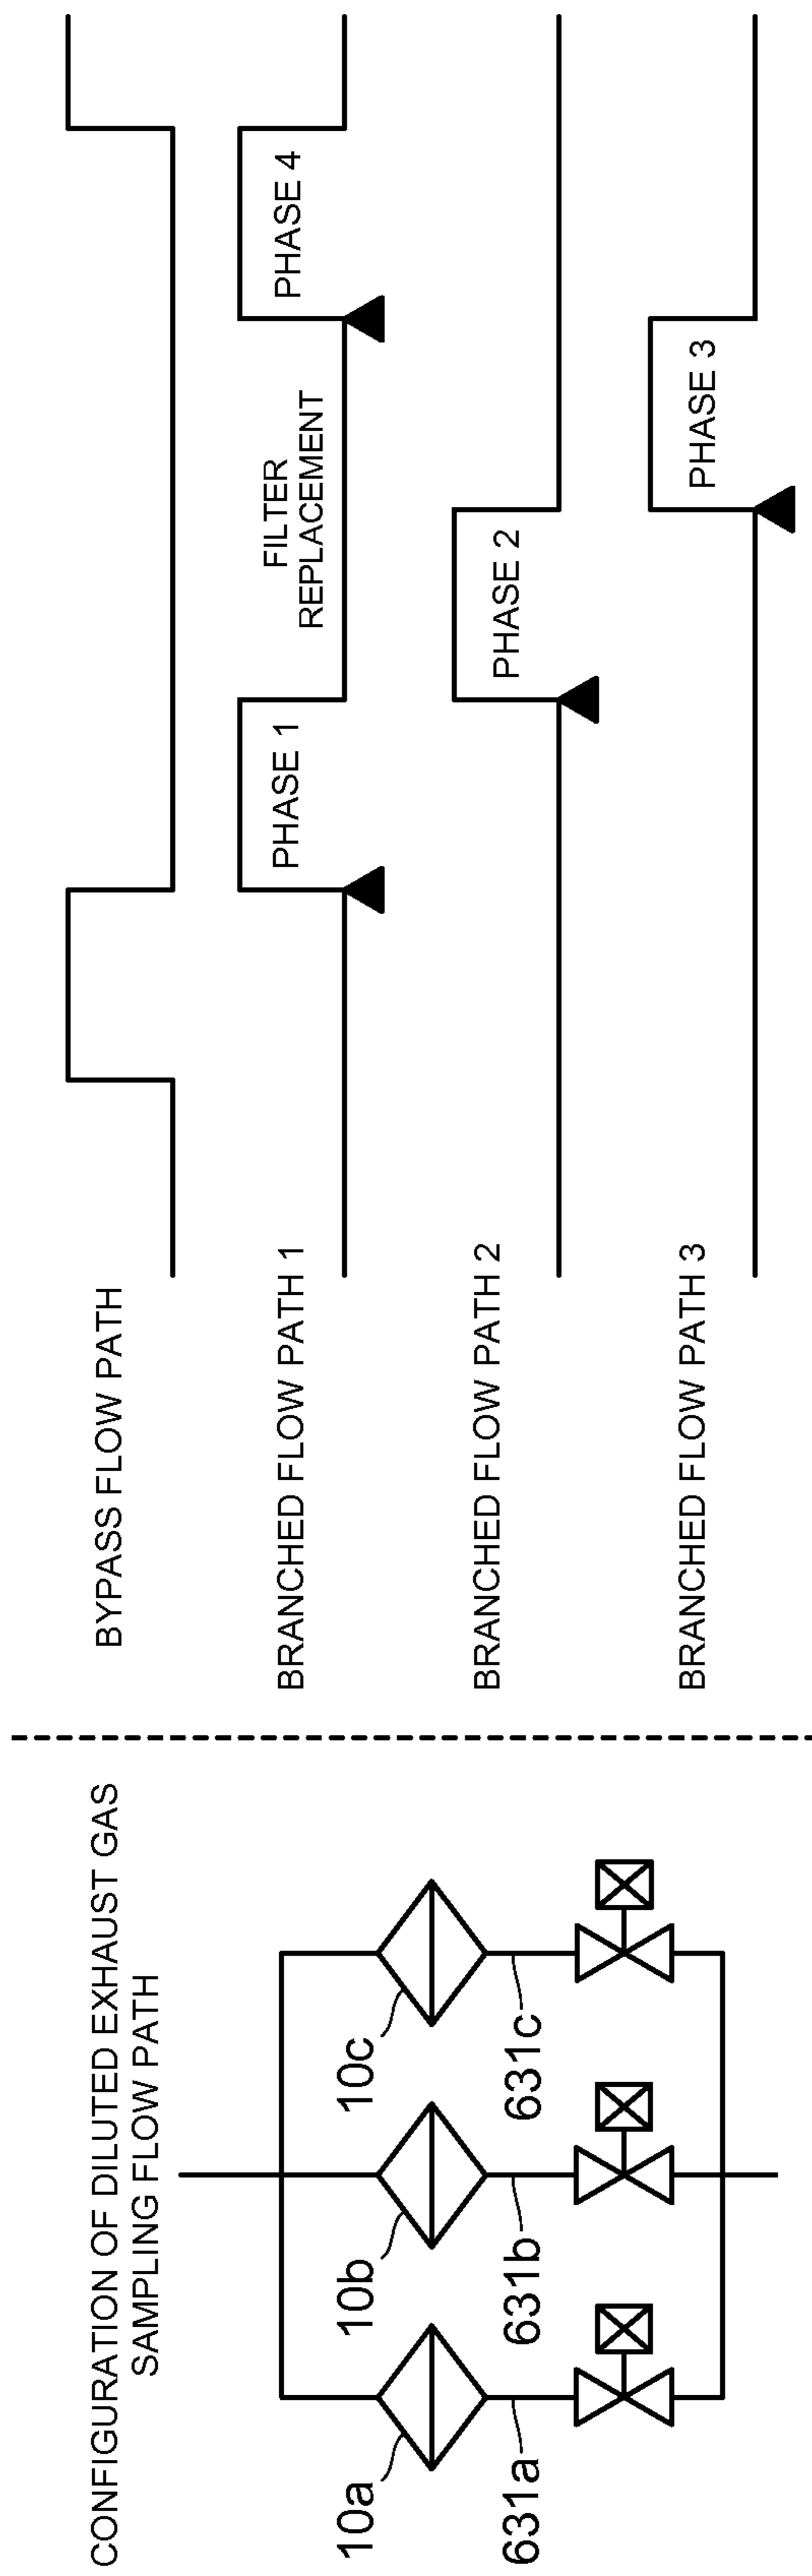 CONFIGURATION OF DILUTED EXHAUST GAS
SAMPLING FLOW PATH
10a
10b
10c
631a
631b
631c
BYPASS FLOW PATH
BRANCHED FLOW PATH 1
PHASE 1
FILTER
REPLACEMENT
PHASE 4
BRANCHED FLOW PATH 2
PHASE 2
BRANCHED FLOW PATH 3
PHASE 3